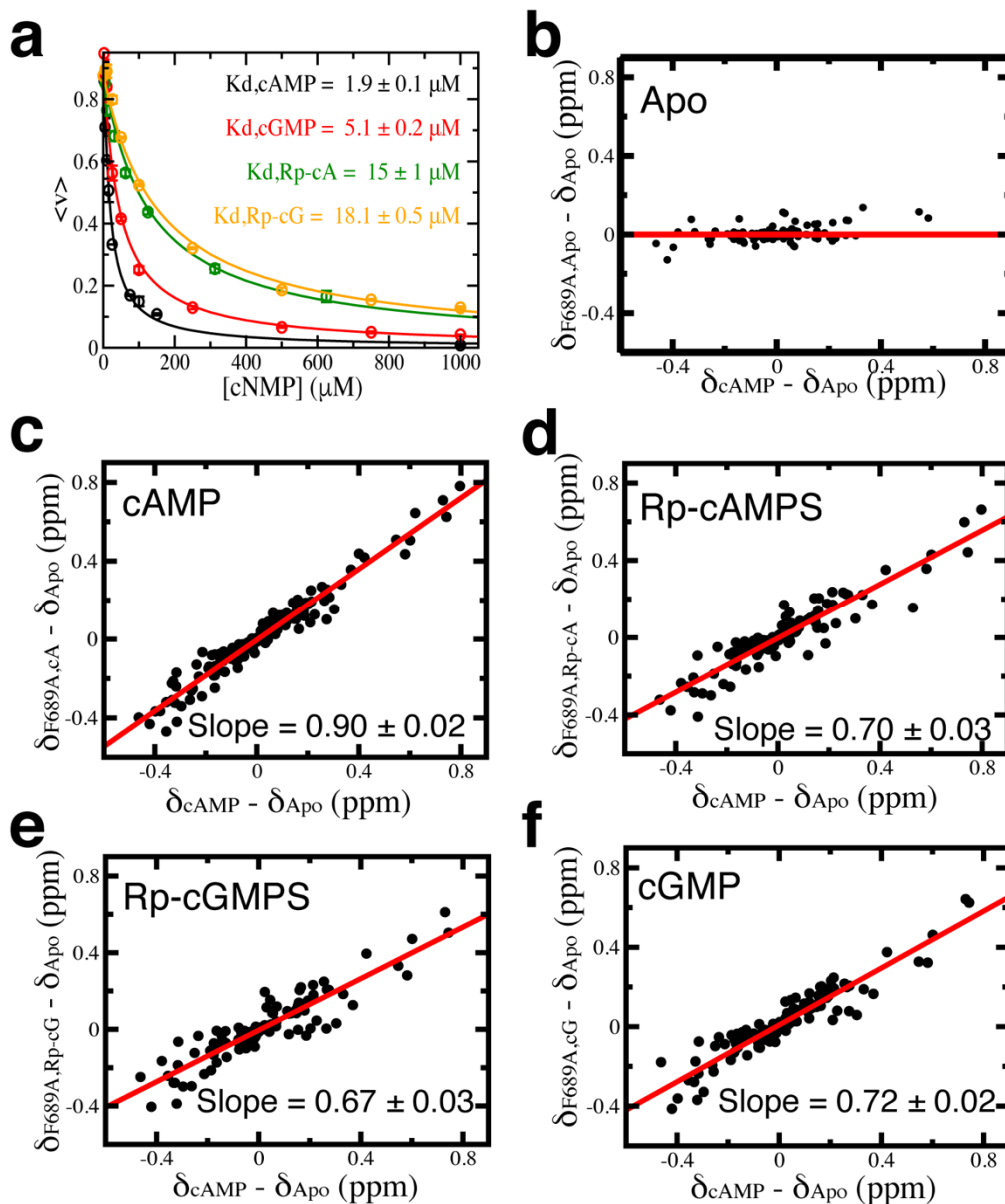 a
<v>
0.8
0.6
0.4
0.2
0
Kd,cAMP = 1.9 ± 0.1 μM
Kd,cGMP = 5.1 ± 0.2 μM
Kd,Rp-cA = 15 ± 1 μM
Kd,Rp-cG = 18.1 ± 0.5 μM
0 200 400 600 800 1000
[cNMP] (μM)
b
δF689A,Apo - δApo (ppm)
0.8
0.4
0
-0.4
Apo
-0.4 0 0.4 0.8
δcAMP - δApo (ppm)
c
δF689A,cA - δApo (ppm)
0.8
0.4
0
-0.4
cAMP
Slope = 0.90 ± 0.02
-0.4 0 0.4 0.8
δcAMP - δApo (ppm)
d
δF689A,Rp-cA - δApo (ppm)
0.8
0.4
0
-0.4
Rp-cAMPS
Slope = 0.70 ± 0.03
-0.4 0 0.4 0.8
δcAMP - δApo (ppm)
e
δF689A,Rp-cG - δApo (ppm)
0.8
0.4
0
-0.4
Rp-cGMPS
Slope = 0.67 ± 0.03
-0.4 0 0.4 0.8
δcAMP - δApo (ppm)
f
δF689A,cG - δApo (ppm)
0.8
0.4
0
-0.4
cGMP
Slope = 0.72 ± 0.02
-0.4 0 0.4 0.8
δcAMP - δApo (ppm)